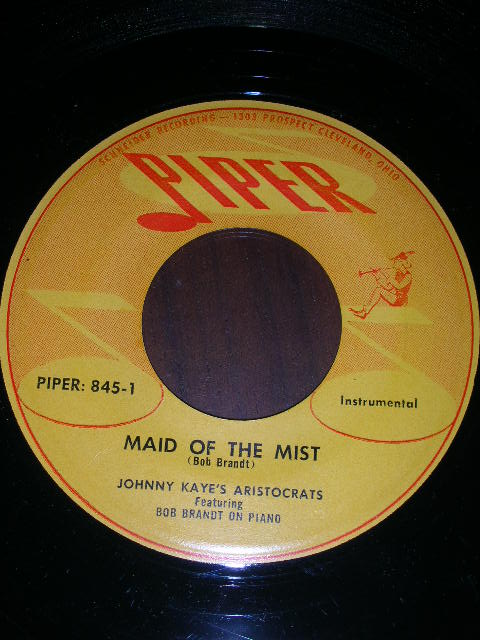 SCHNEIDER RECORDING — 1303 PROSPECT CLEVELAND, OHIO
PIPER
PIPER: 845-1
Instrumental
MAID OF THE MIST
(Bob Brandt)
JOHNNY KAYE'S ARISTOCRATS
Featuring
BOB BRANDT ON PIANO